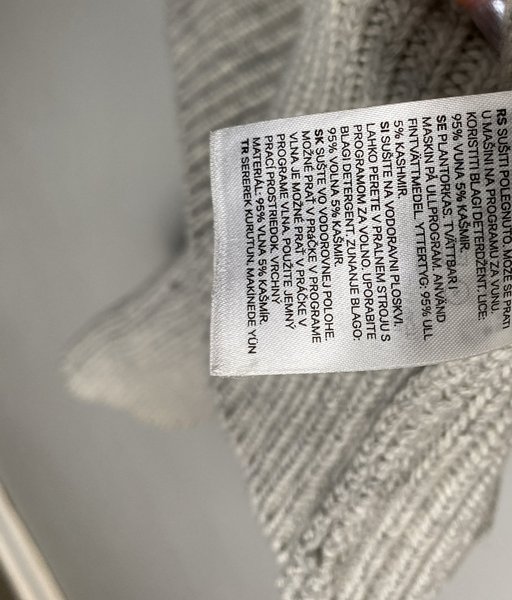 RS SUŠITI POLEGNUTO. MOŽE SE PRATI
U MAŠINI NA PROGRAMU ZA VUNU.
KORISTITI BLAGI DETERDŽENT. LICE:
95% VUNA 5% KAŠMIR.
SE PLANTORKAS. TVÄTTBAR I
MASKIN PÅ ULLPROGRAM. ANVÄND
FINTVÄTTMEDEL. YTTERTYG: 95% ULL
5% KASHMIR.
SI SUŠITE NA VODORAVNI PLOSKVI.
LAHKO PERETE V PRALNEM STROJU S
PROGRAMOM ZA VOLNO. UPORABITE
BLAGI DETERGENT. ZUNANJE BLAGO:
95% VOLNA 5% KAŠMIR.
SK SUŠTE VO VODOROVNEJ POLOHE.
MOŽNÉ PRAŤ V PRáČKE V PROGRAME
VLNA JE MOŽNÉ PRAŤ V PRÁČKE V
PROGRAME VLNA. POUŽITE JEMNÝ
PRACÍ PROSTRIEDOK. VRCHNÝ
MATERIÁL: 95% VLNA 5% KAŠMÍR.
TR SEREREK KURUTUN. MAKİNEDE YÜN